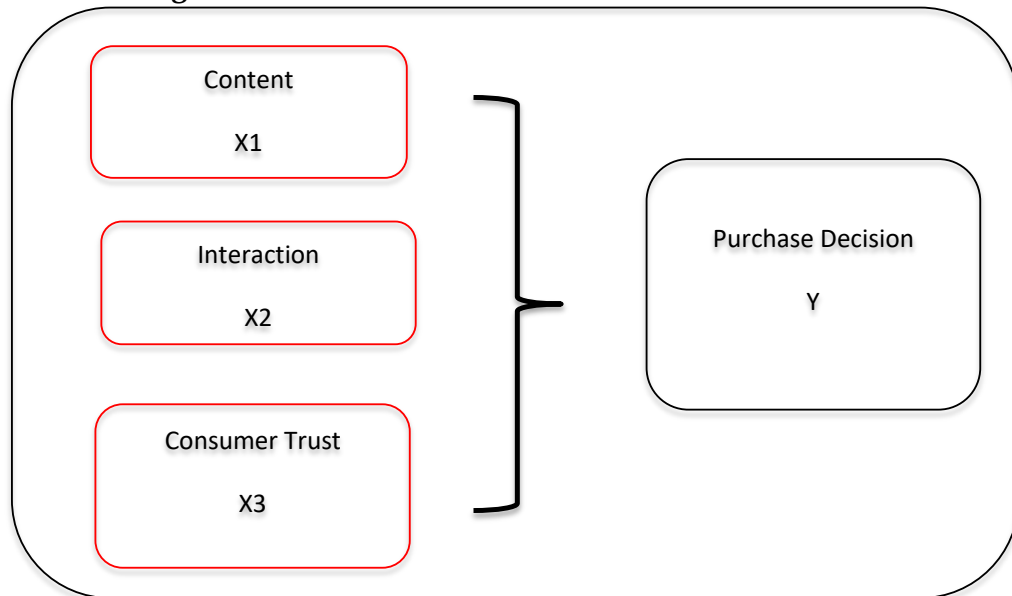 Content
X1
Interaction
X2
Consumer Trust
X3
Purchase Decision
Y